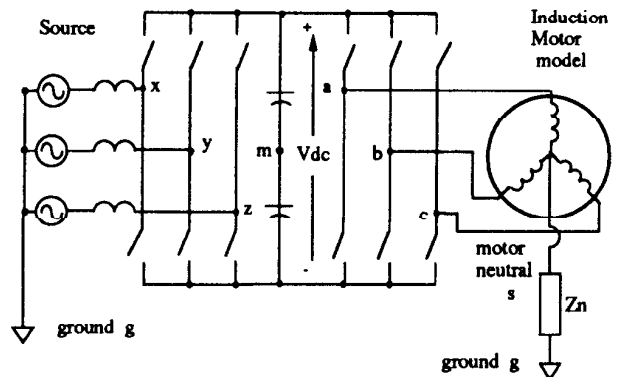 Source
Induction
Motor
model
+
x
a
y
m
Vdc
b
z
c
-
motor
neutral
s
Zn
ground g
ground g